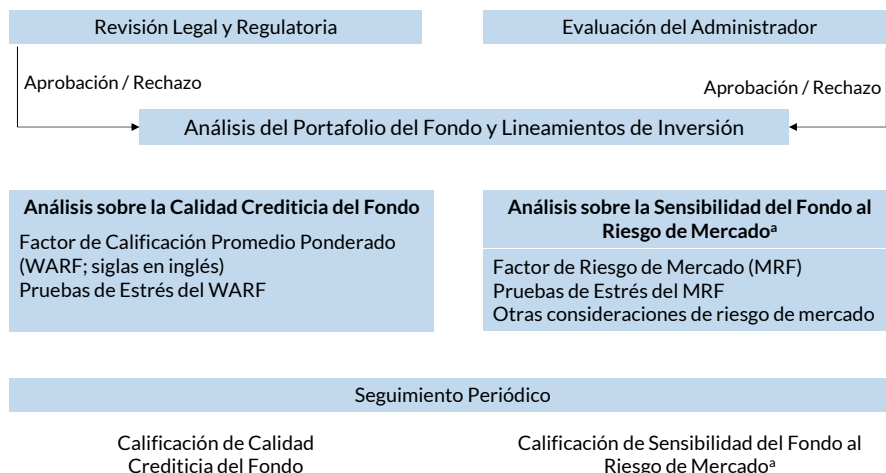 Revisión Legal y Regulatoria
Evaluación del Administrador
Aprobación / Rechazo
Aprobación / Rechazo
Análisis del Portafolio del Fondo y Lineamientos de Inversión
Análisis sobre la Calidad Crediticia del Fondo
Factor de Calificación Promedio Ponderado
(WARF; siglas en inglés)
Pruebas de Estrés del WARF
Análisis sobre la Sensibilidad del Fondo al
Riesgo de Mercadoª
Factor de Riesgo de Mercado (MRF)
Pruebas de Estrés del MRF
Otras consideraciones de riesgo de mercado
Seguimiento Periódico
Calificación de Calidad
Crediticia del Fondo
Calificación de Sensibilidad del Fondo al
Riesgo de Mercadoª